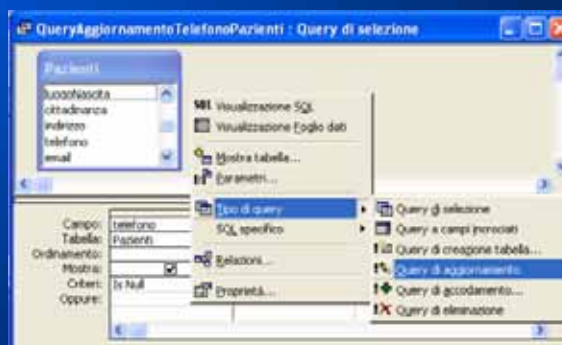 QueryAggiornamentoTelefonoPazienti : Query di selezione
Pazienti
luogoNascita
cittadinanza
indirizzo
telefono
email
SQL Visualizzazione SQL
Visualizzazione Foglio dati
Mostra tabella...
Parametri...
Tipo di query
SQL specifico
Relazioni...
Proprietà...
Query di selezione
Query a campi incrociati
Query di creazione tabella...
Query di aggiornamento
Query di accodamento...
Query di eliminazione
Campo: telefono
Tabella: Pazienti
Ordinamento:
Mostra:
Criteri: Is Null
Oppure: